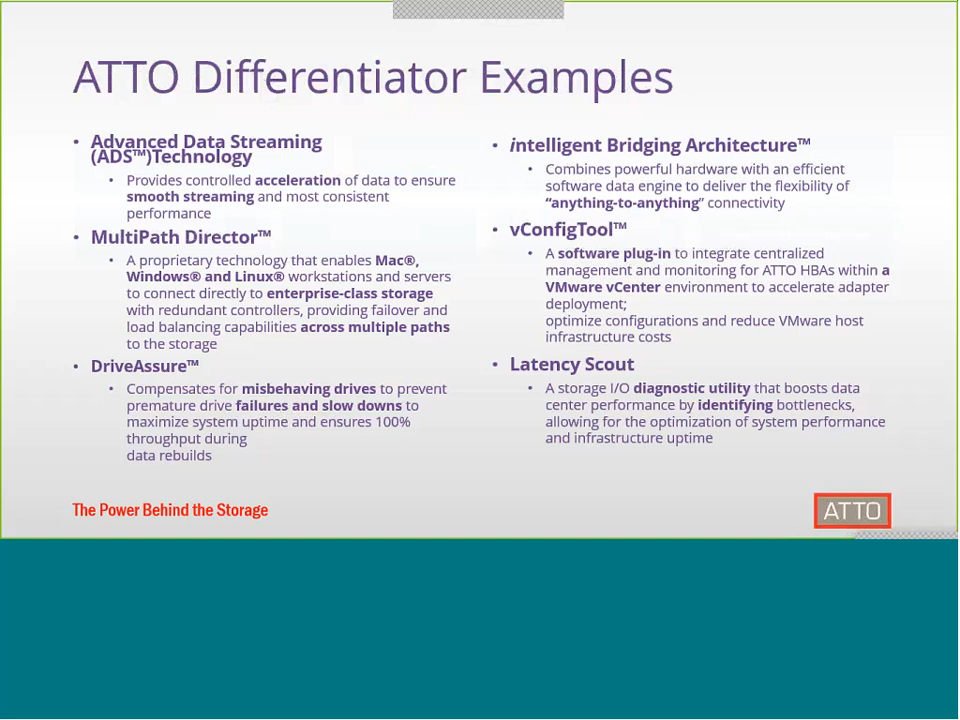 ATTO Differentiator Examples
• Advanced Data Streaming
(ADS™)Technology
• Provides controlled acceleration of data to ensure
smooth streaming and most consistent
performance
• MultiPath Director™
• A proprietary technology that enables Mac®,
Windows® and Linux® workstations and servers
to connect directly to enterprise-class storage
with redundant controllers, providing failover and
load balancing capabilities across multiple paths
to the storage
• DriveAssure™
• Compensates for misbehaving drives to prevent
premature drive failures and slow downs to
maximize system uptime and ensures 100%
throughput during
data rebuilds
• intelligent Bridging Architecture™
• Combines powerful hardware with an efficient
software data engine to deliver the flexibility of
“anything-to-anything” connectivity
• vConfigTool™
• A software plug-in to integrate centralized
management and monitoring for ATTO HBAs within a
VMware vCenter environment to accelerate adapter
deployment;
optimize configurations and reduce VMware host
infrastructure costs
• Latency Scout
• A storage I/O diagnostic utility that boosts data
center performance by identifying bottlenecks,
allowing for the optimization of system performance
and infrastructure uptime
The Power Behind the Storage
ATTO